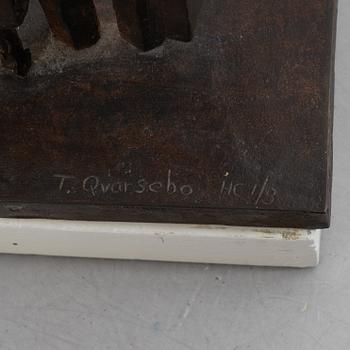 T. Qvarsebo HC 1/3